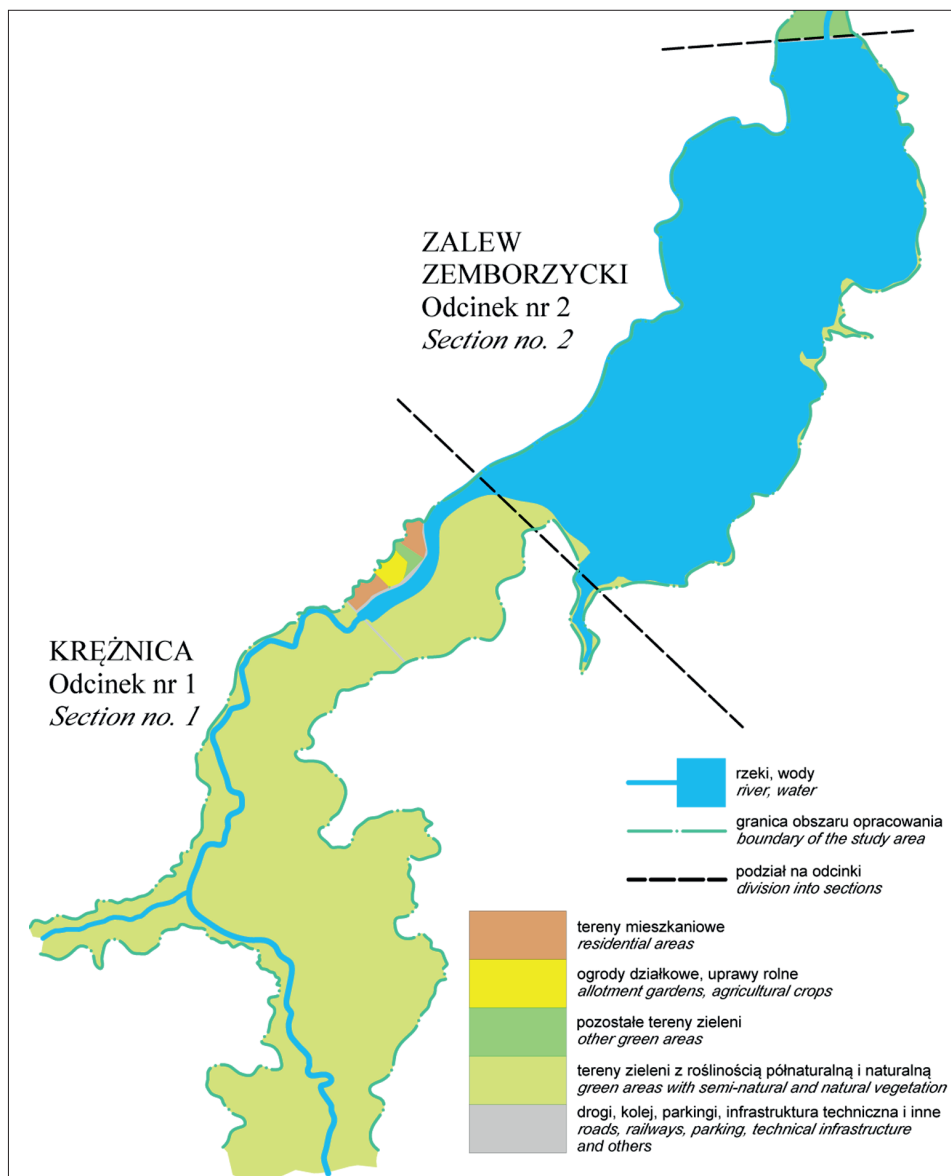 ZALEW
ZEMBORZYCKI
Odcinek nr 2
Section no. 2
KRĘŻNICA
Odcinek nr 1
Section no. 1
rzeki, wody
river, water
granica obszaru opracowania
boundary of the study area
podział na odcinki
division into sections
tereny mieszkaniowe
residential areas
ogrody działkowe, uprawy rolne
allotment gardens, agricultural crops
pozostałe tereny zieleni
other green areas
tereny zieleni z roślinością półnaturalną i naturalną
green areas with semi-natural and natural vegetation
drogi, kolej, parkingi, infrastruktura techniczna i inne
roads, railways, parking, technical infrastructure
and others